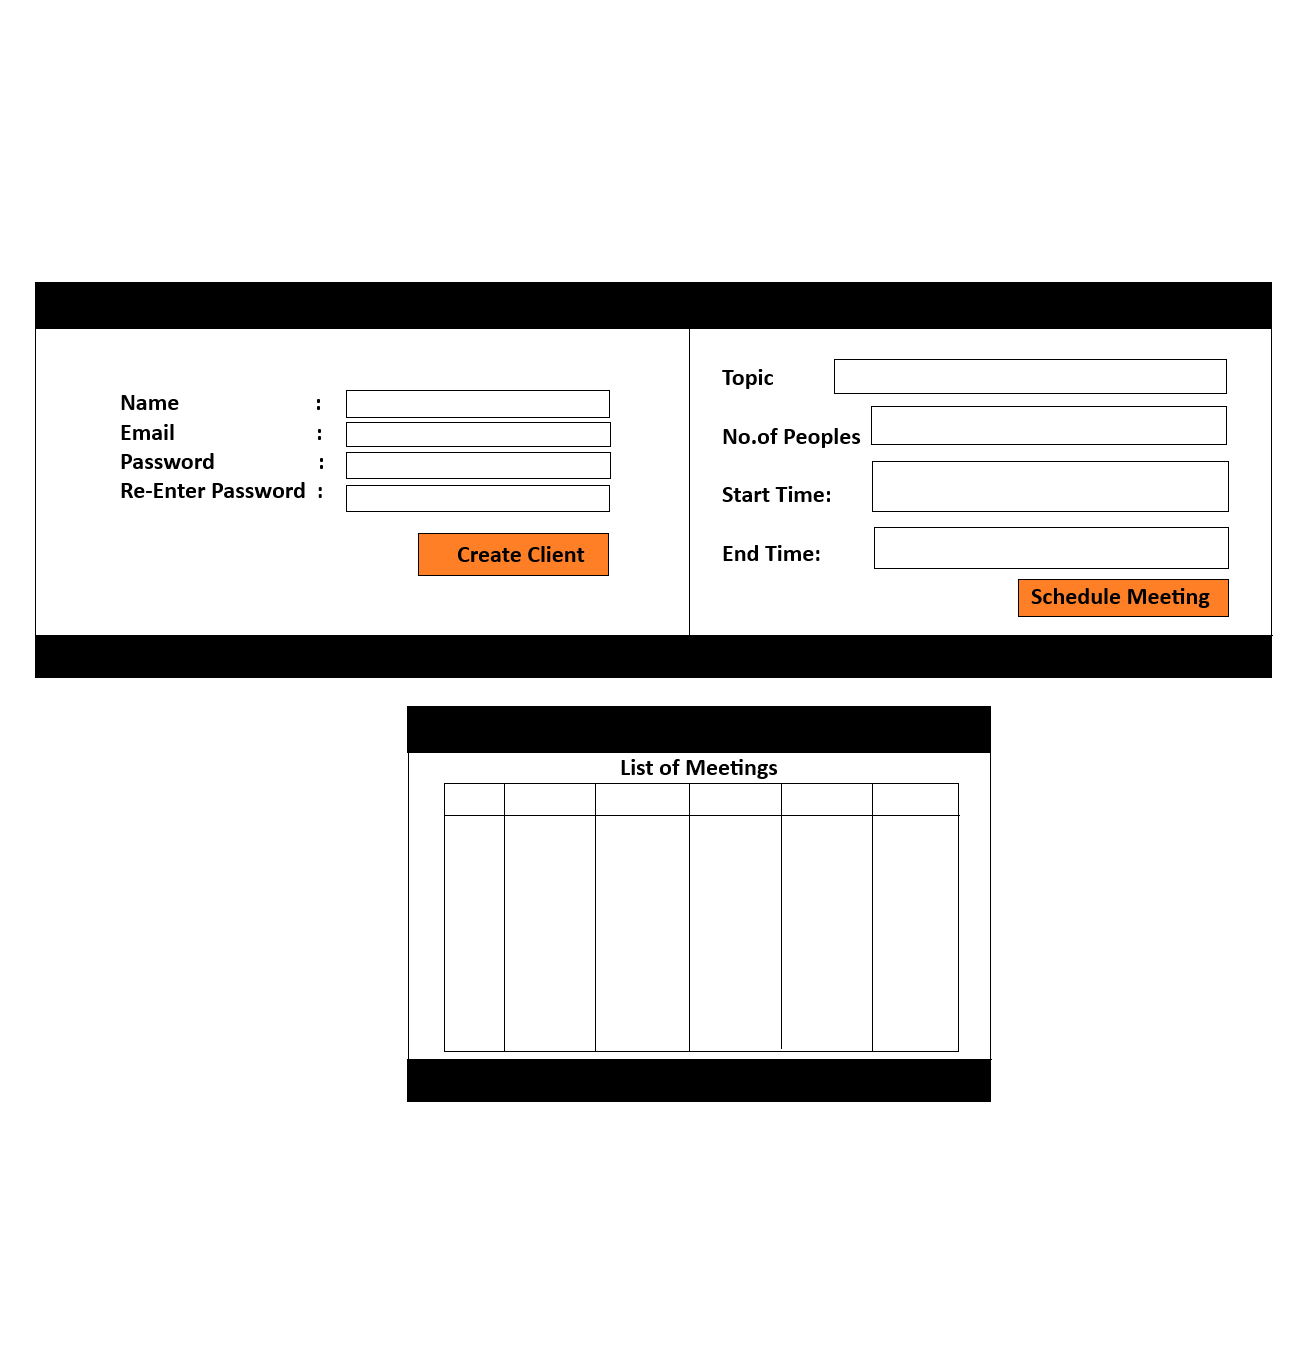 Name :
Email :
Password :
Re-Enter Password :
Create Client
Topic
No.of Peoples
Start Time:
End Time:
Schedule Meeting
List of Meetings